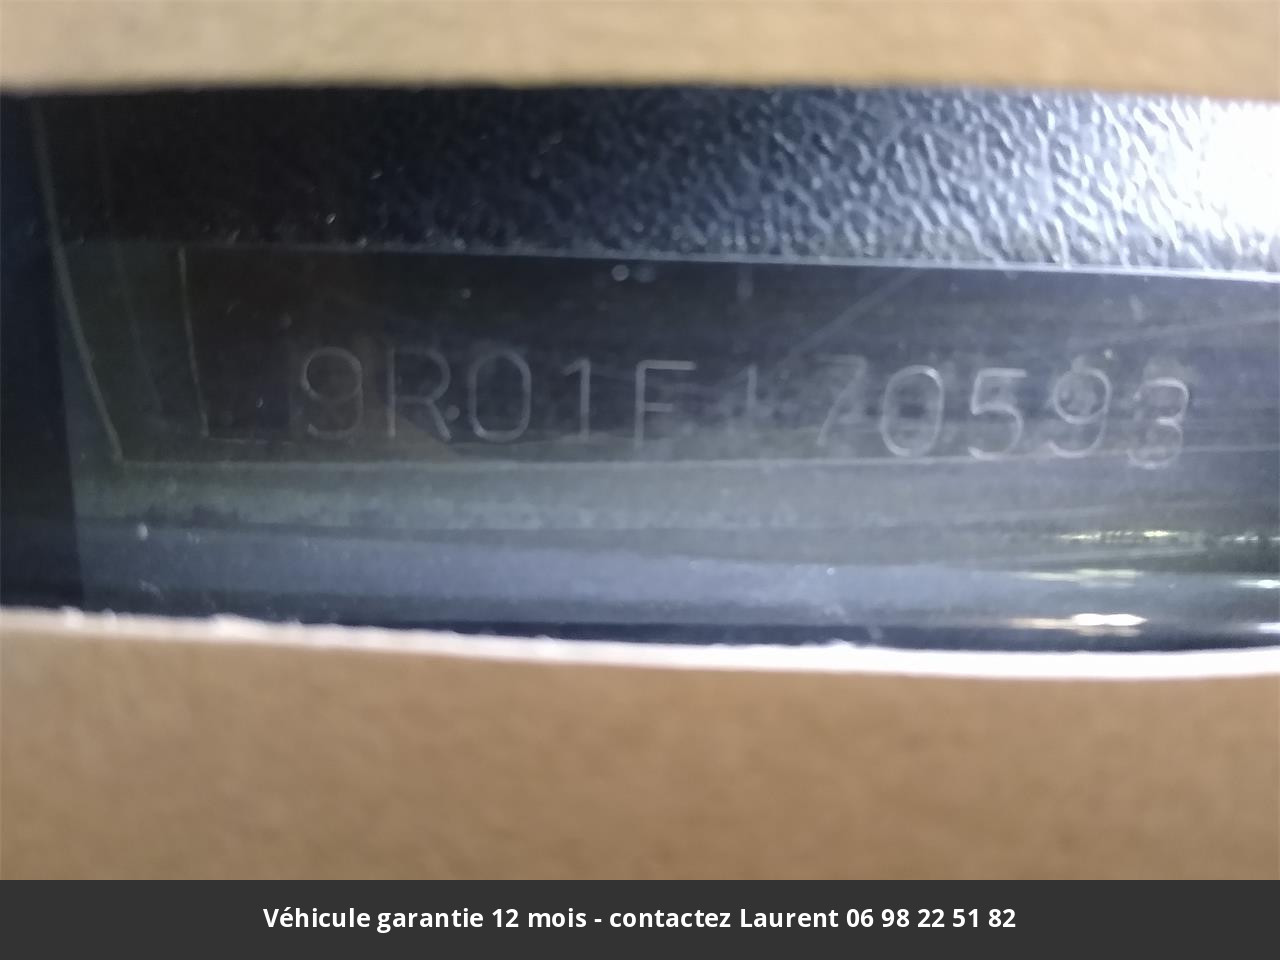 9R01F170593
Véhicule garantie 12 mois - contactez Laurent 06 98 22 51 82